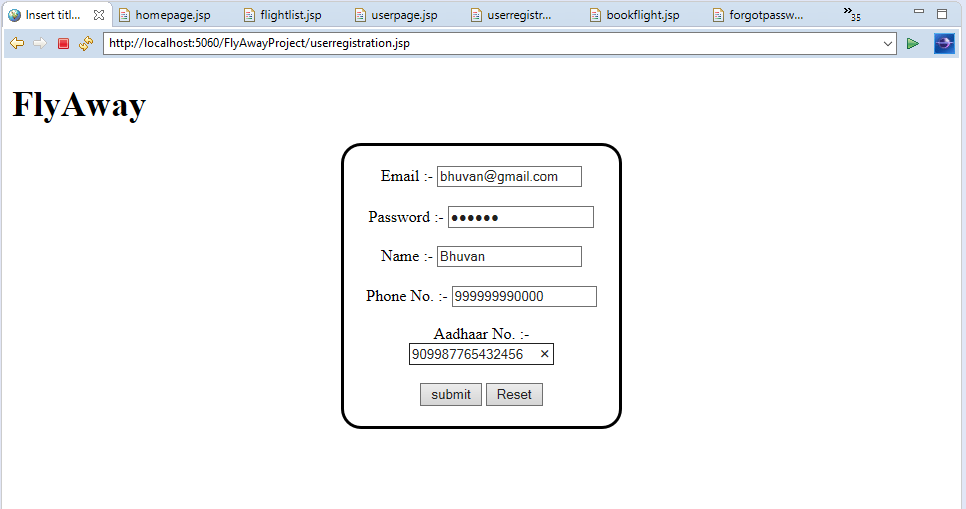 Insert titl... homepage.jsp flightlist.jsp userpage.jsp userregistr... bookflight.jsp forgotpassw... »35
http://localhost:5060/FlyAwayProject/userregistration.jsp
FlyAway
Email :- bhuvan@gmail.com
Password :- ●●●●●●
Name :- Bhuvan
Phone No. :- 999999990000
Aadhaar No. :-
909987765432456
submit Reset